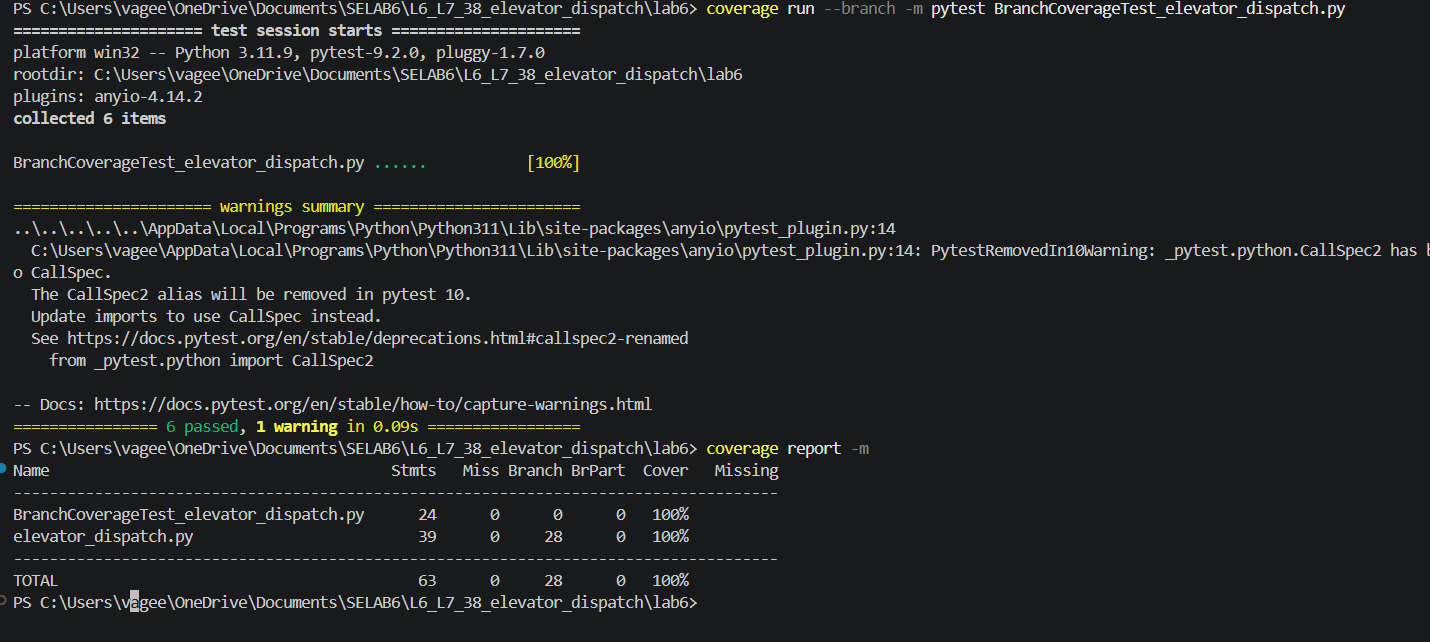 PS C:\Users\vagee\OneDrive\Documents\SELAB6\L6_L7_38_elevator_dispatch\lab6> coverage run --branch -m pytest BranchCoverageTest_elevator_dispatch.py
===================== test session starts =====================
platform win32 -- Python 3.11.9, pytest-9.2.0, pluggy-1.7.0
rootdir: C:\Users\vagee\OneDrive\Documents\SELAB6\L6_L7_38_elevator_dispatch\lab6
plugins: anyio-4.14.2
collected 6 items
BranchCoverageTest_elevator_dispatch.py ...... [100%]
====================== warnings summary =======================
..\..\..\..\..\AppData\Local\Programs\Python\Python311\Lib\site-packages\anyio\pytest_plugin.py:14
C:\Users\vagee\AppData\Local\Programs\Python\Python311\Lib\site-packages\anyio\pytest_plugin.py:14: PytestRemovedIn10Warning: _pytest.python.CallSpec2 has
o CallSpec.
The CallSpec2 alias will be removed in pytest 10.
Update imports to use CallSpec instead.
See https://docs.pytest.org/en/stable/deprecations.html#callspec2-renamed
from _pytest.python import CallSpec2
-- Docs: https://docs.pytest.org/en/stable/how-to/capture-warnings.html
================ 6 passed, 1 warning in 0.09s =================
PS C:\Users\vagee\OneDrive\Documents\SELAB6\L6_L7_38_elevator_dispatch\lab6> coverage report -m
Name Stmts Miss Branch BrPart Cover Missing
-------------------------------------------------------------------------------------
BranchCoverageTest_elevator_dispatch.py 24 0 0 0 100%
elevator_dispatch.py 39 0 28 0 100%
-------------------------------------------------------------------------------------
TOTAL 63 0 28 0 100%
PS C:\Users\vagee\OneDrive\Documents\SELAB6\L6_L7_38_elevator_dispatch\lab6>